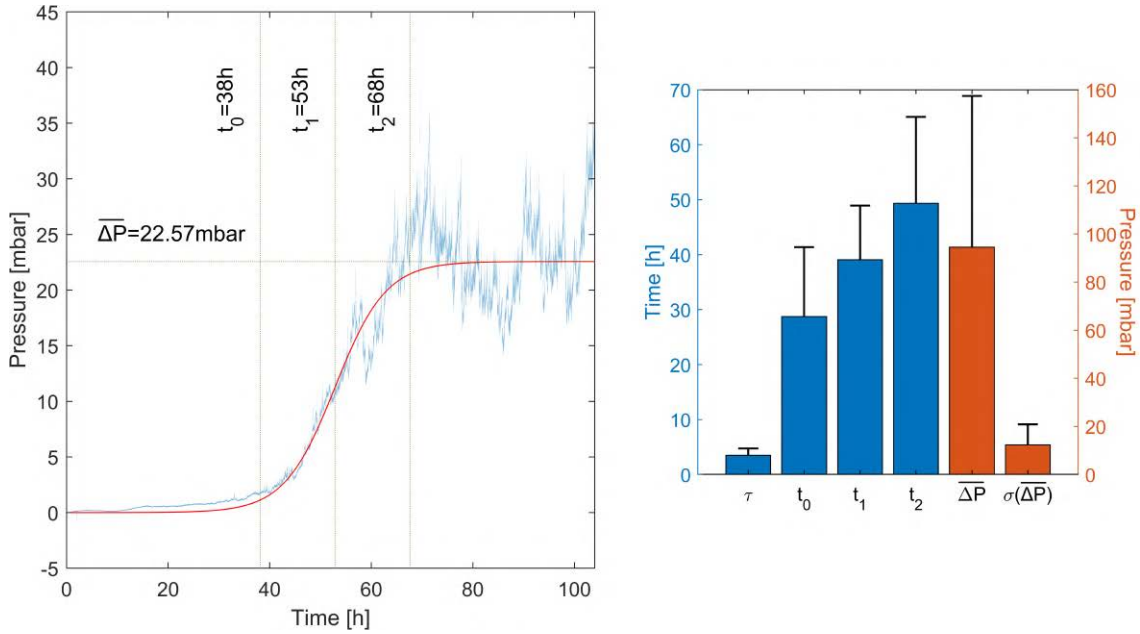 45
40
35
30
25
20
15
10
5
0
-5
Pressure [mbar]
t₀=38h
t₁=53h
t₂=68h
ΔP=22.57mbar
0 20 40 60 80 100
Time [h]
70
60
50
40
30
20
10
0
Time [h]
160
140
120
100
80
60
40
20
0
Pressure [mbar]
τ t₀ t₁ t₂ ΔP σ(ΔP)